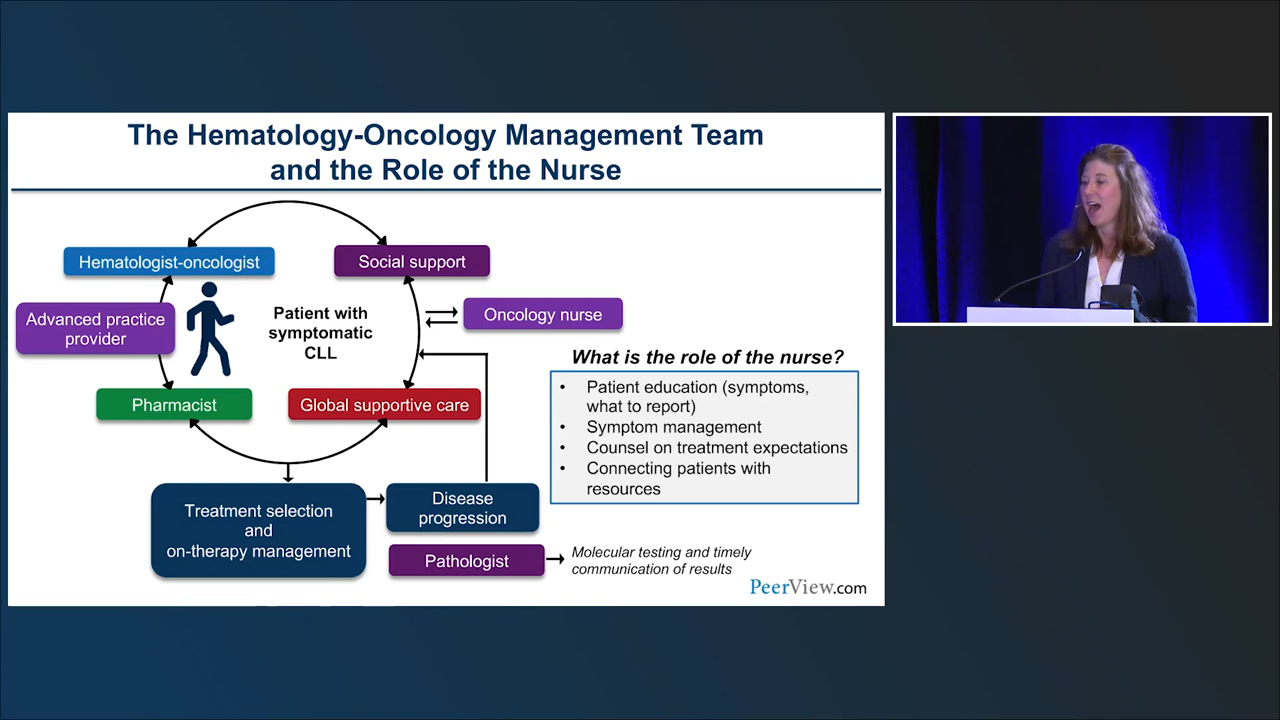 The Hematology-Oncology Management Team
and the Role of the Nurse
Hematologist-oncologist
Social support
Advanced practice
provider
Patient with
symptomatic
CLL
Oncology nurse
Pharmacist
Global supportive care
What is the role of the nurse?
• Patient education (symptoms,
what to report)
• Symptom management
• Counsel on treatment expectations
• Connecting patients with
resources
Treatment selection
and
on-therapy management
Disease
progression
Pathologist
Molecular testing and timely
communication of results
PeerView.com